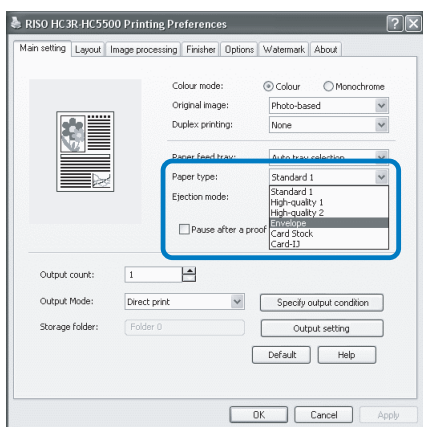 RISO HC3R-HC5500 Printing Preferences
Main setting Layout Image processing Finisher Options Watermark About
Colour mode: Colour Monochrome
Original image: Photo-based
Duplex printing: None
Paper feed tray: Auto tray selection
Paper type: Standard 1
Standard 1
Ejection mode: High-quality 1
High-quality 2
Envelope
Pause after a proof Card Stock
Card-IJ
Output count: 1
Output Mode: Direct print Specify output condition
Storage folder: Folder 0 Output setting
Default Help
OK Cancel Apply